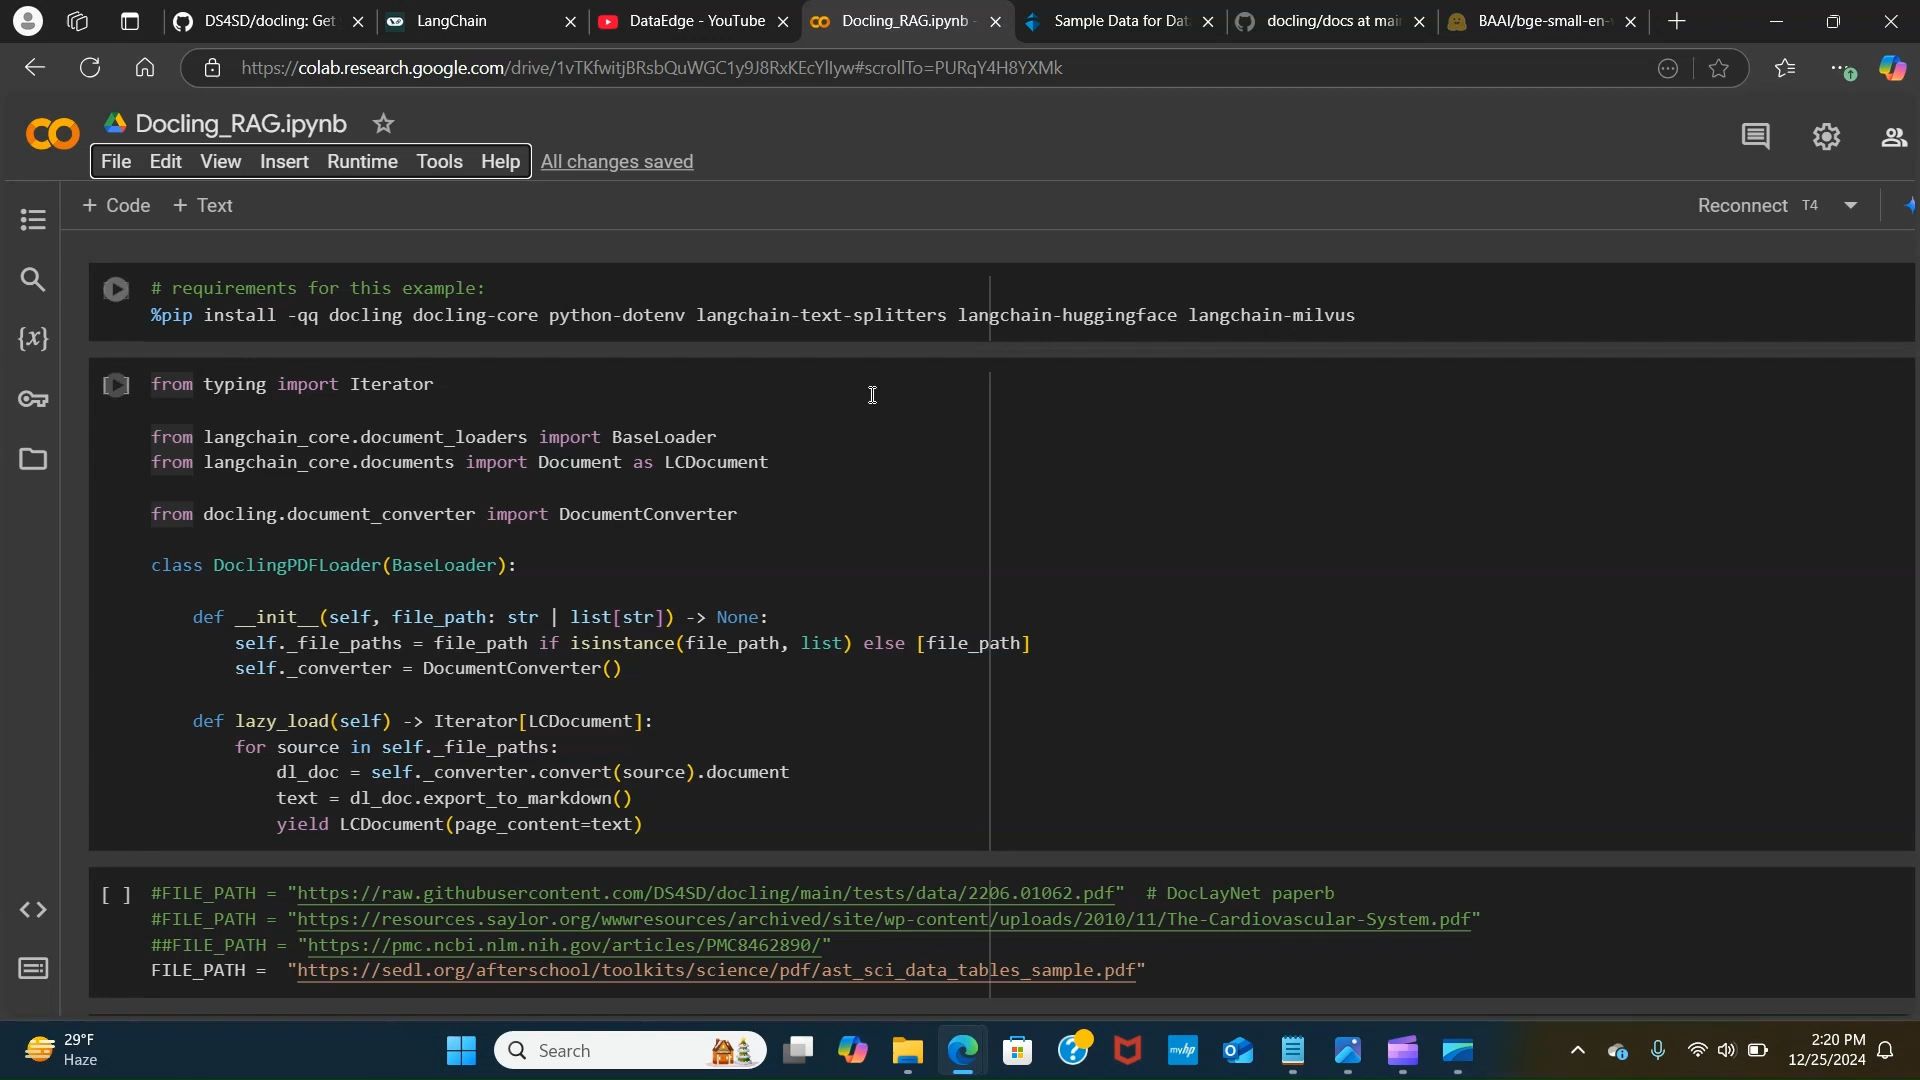 DS4SD/docling: Get
LangChain
DataEdge - YouTube
Docling_RAG.ipynb -
Sample Data for Dat
docling/docs at mai
BAAI/bge-small-en-
https://colab.research.google.com/drive/1vTKfwitjBRsbQuWGC1y9J8RxKEcYlIyw#scrollTo=PURqY4H8YXMk
Docling_RAG.ipynb
File Edit View Insert Runtime Tools Help All changes saved
+ Code + Text
Reconnect T4
# requirements for this example:
%pip install -qq docling docling-core python-dotenv langchain-text-splitters langchain-huggingface langchain-milvus
from typing import Iterator
from langchain_core.document_loaders import BaseLoader
from langchain_core.documents import Document as LCDocument
from docling.document_converter import DocumentConverter
class DoclingPDFLoader(BaseLoader):
def __init__(self, file_path: str | list[str]) -> None:
self._file_paths = file_path if isinstance(file_path, list) else [file_path]
self._converter = DocumentConverter()
def lazy_load(self) -> Iterator[LCDocument]:
for source in self._file_paths:
dl_doc = self._converter.convert(source).document
text = dl_doc.export_to_markdown()
yield LCDocument(page_content=text)
[ ] #FILE_PATH = "https://raw.githubusercontent.com/DS4SD/docling/main/tests/data/2206.01062.pdf" # DocLayNet paperb
#FILE_PATH = "https://resources.saylor.org/wwwresources/archived/site/wp-content/uploads/2010/11/The-Cardiovascular-System.pdf"
##FILE_PATH = "https://pmc.ncbi.nlm.nih.gov/articles/PMC8462890/"
FILE_PATH = "https://sedl.org/afterschool/toolkits/science/pdf/ast_sci_data_tables_sample.pdf"
29°F
Haze
Search
myhp
2:20 PM
12/25/2024